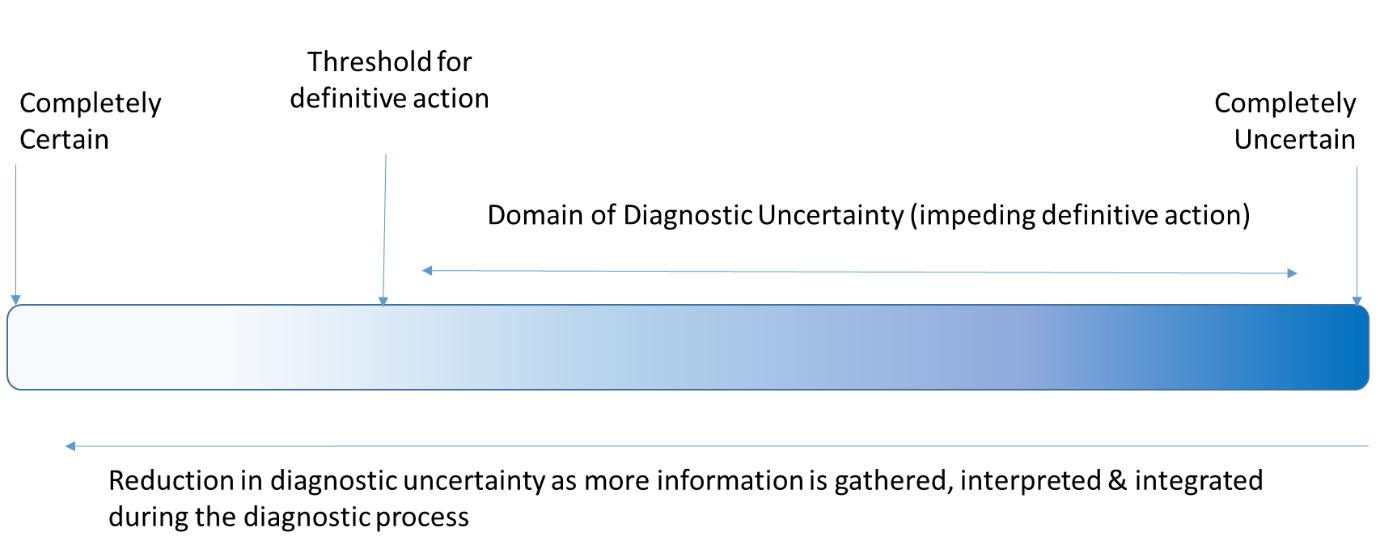 Threshold for
definitive action
Completely
Certain
Completely
Uncertain
Domain of Diagnostic Uncertainty (impeding definitive action)
Reduction in diagnostic uncertainty as more information is gathered, interpreted & integrated
during the diagnostic process